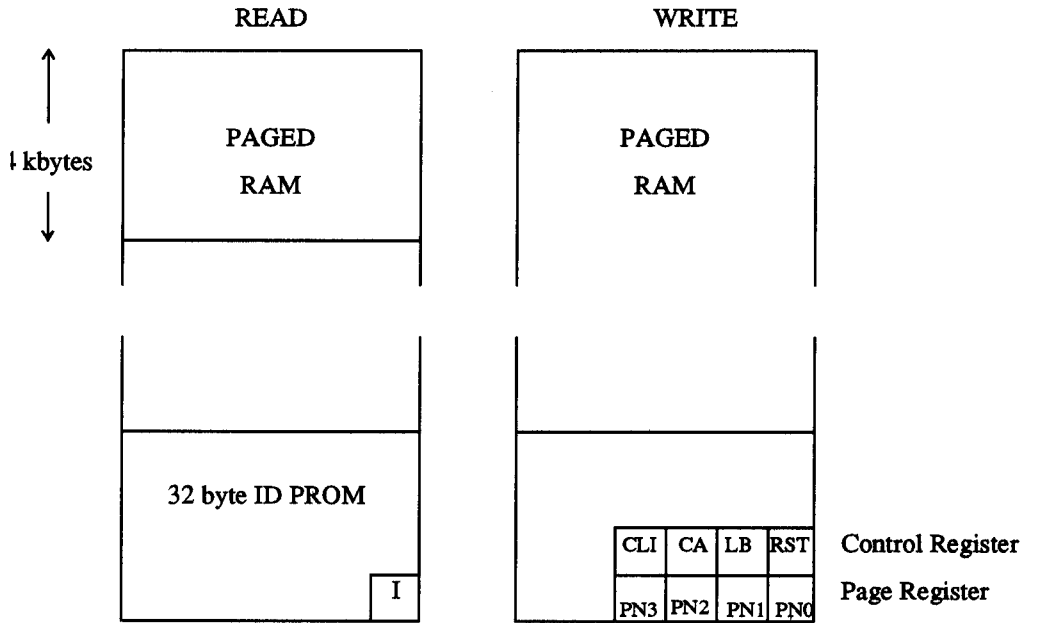 READ
WRITE
PAGED
RAM
PAGED
RAM
kbytes
32 byte ID PROM
I
CLI CA LB RST
Control Register
PN3 PN2 PN1 PN0
Page Register